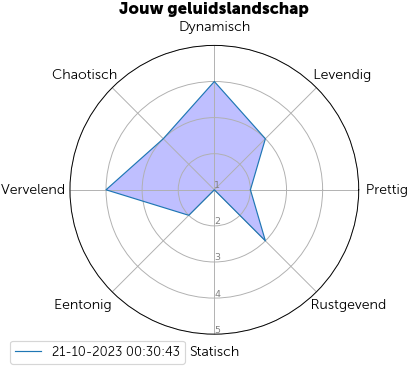 Jouw geluidslandschap
Dynamisch
Chaotisch
Levendig
Vervelend
1
Prettig
2
3
Eentonig
4
Rustgevend
5
21-10-2023 00:30:43
Statisch